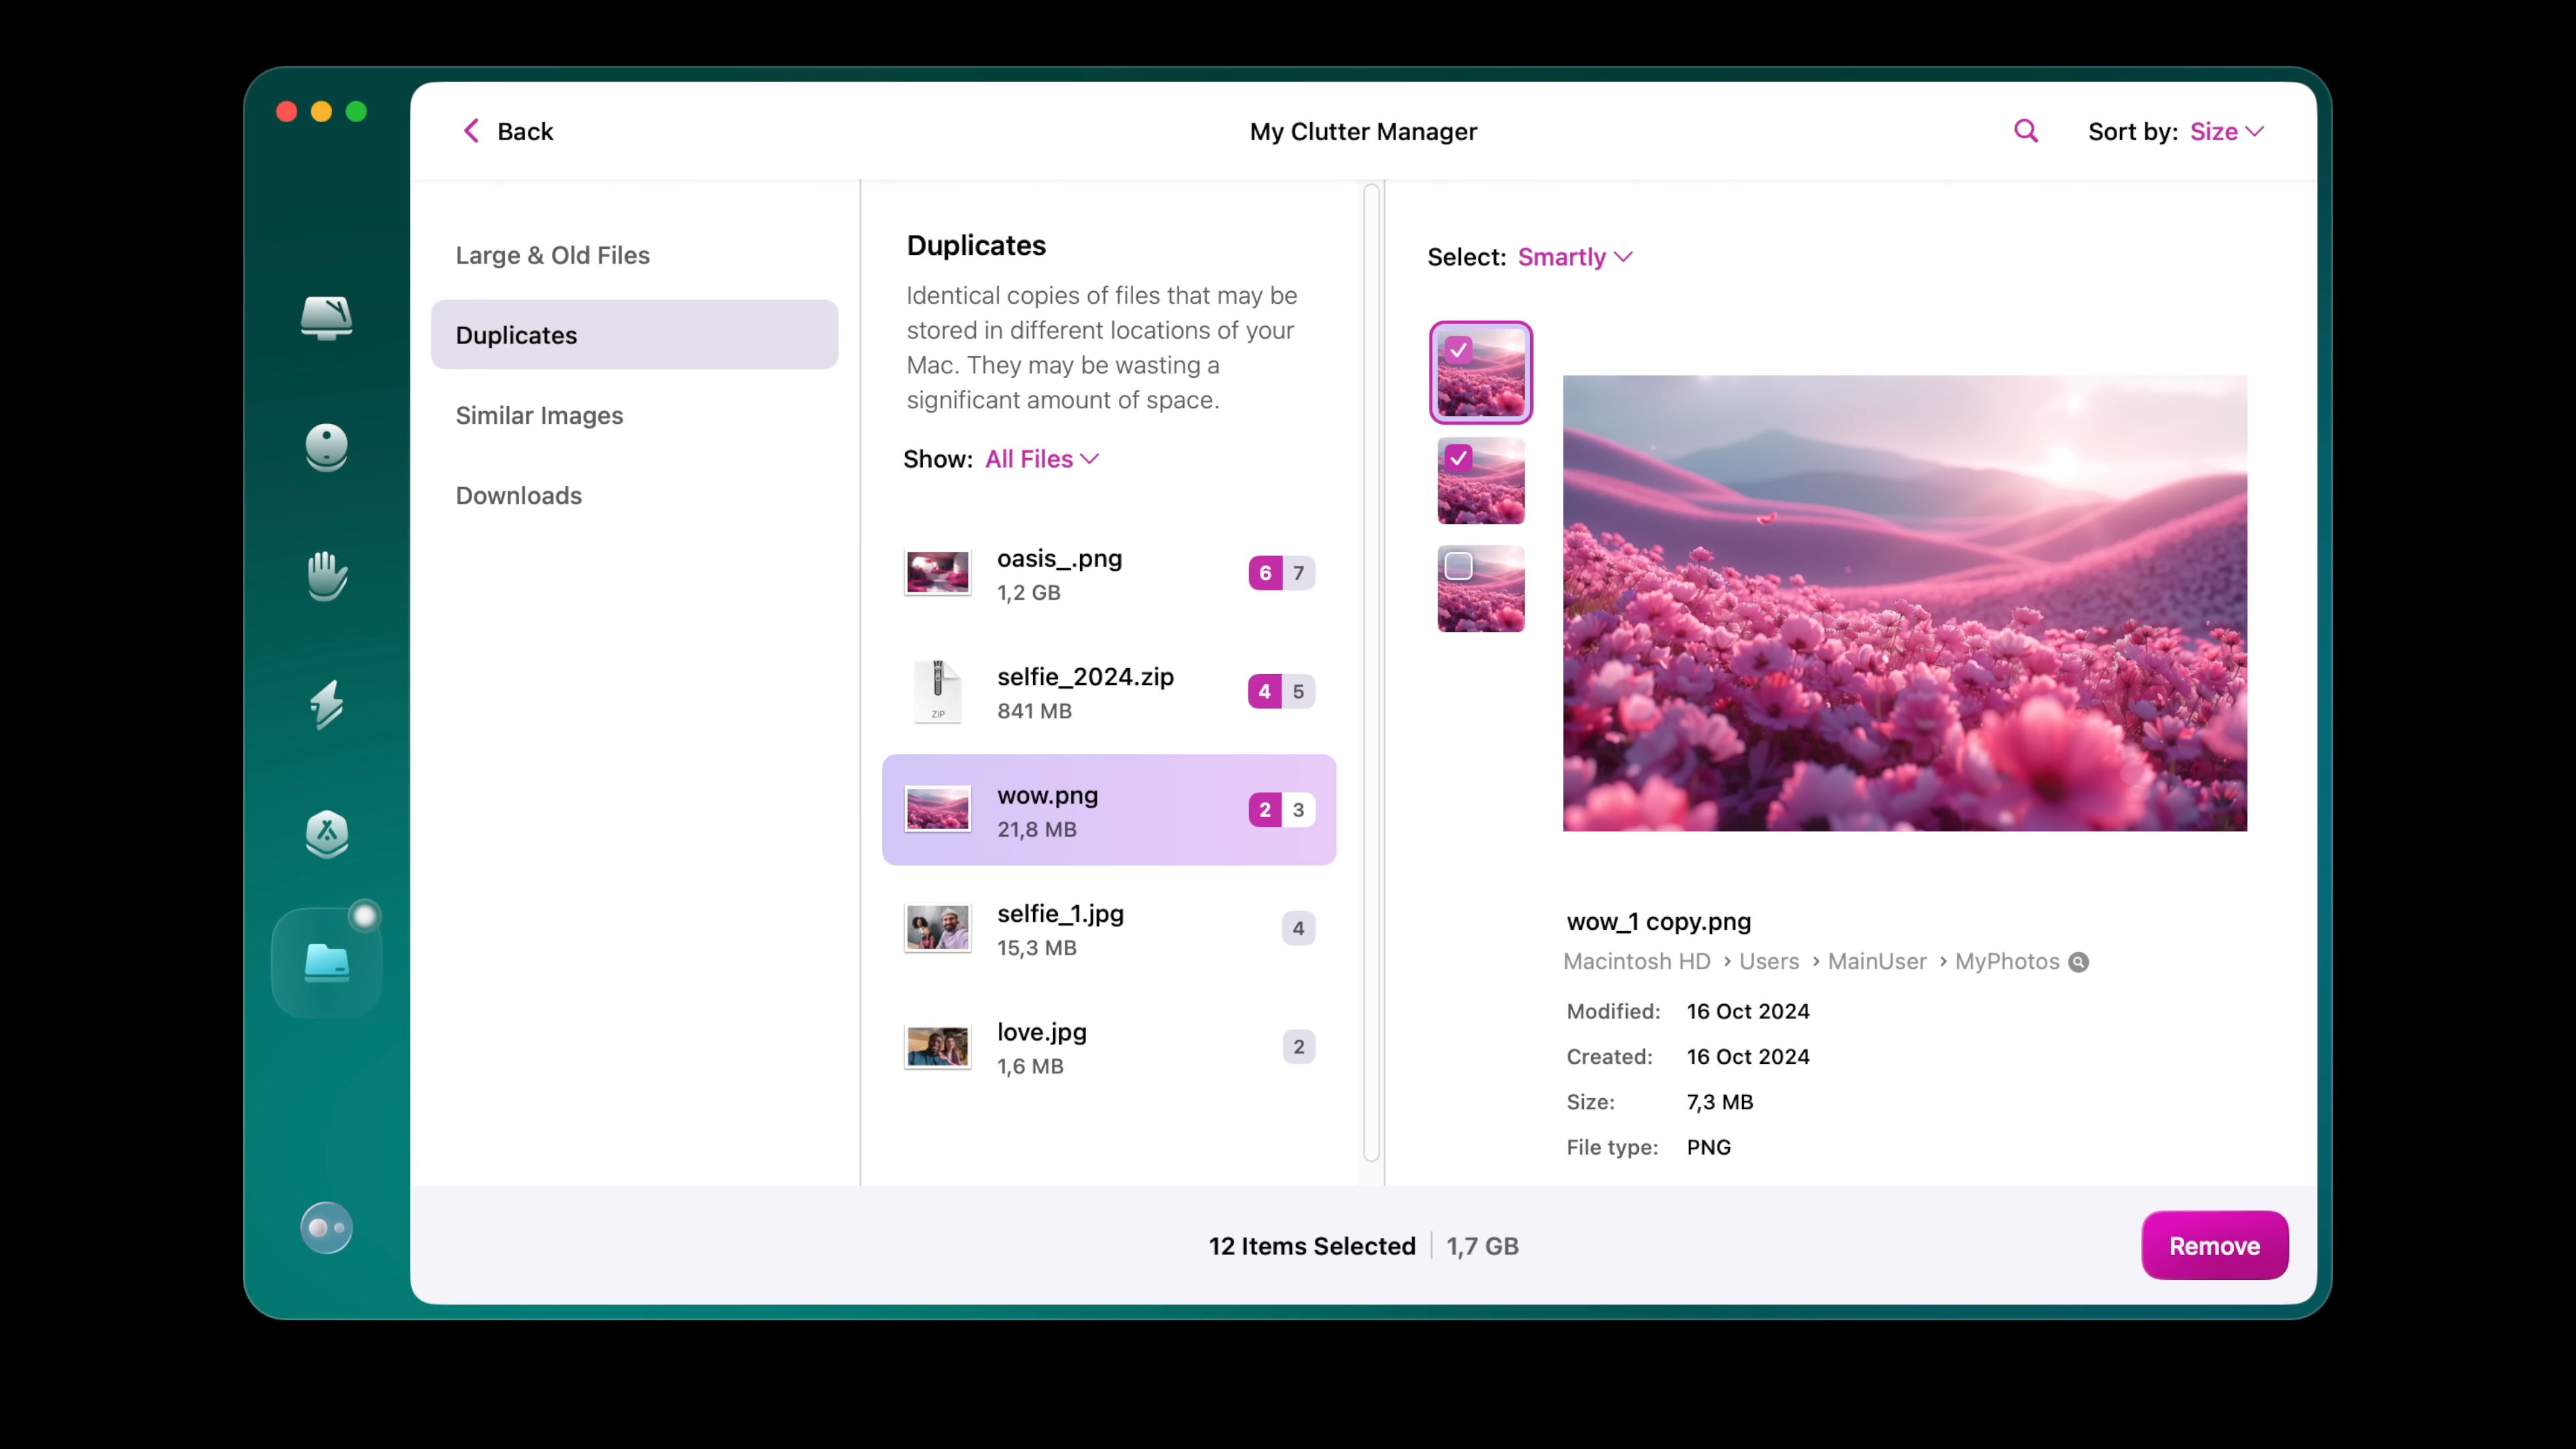 Back
My Clutter Manager
Sort by: Size
Large & Old Files
Duplicates
Similar Images
Downloads
Duplicates
Identical copies of files that may be
stored in different locations of your
Mac. They may be wasting a
significant amount of space.
Show: All Files
oasis_.png
1,2 GB
6 7
selfie_2024.zip
841 MB
4 5
ZIP
wow.png
21,8 MB
2 3
selfie_1.jpg
15,3 MB
4
love.jpg
1,6 MB
2
Select: Smartly
wow_1 copy.png
Macintosh HD › Users › MainUser › MyPhotos
Modified: 16 Oct 2024
Created: 16 Oct 2024
Size: 7,3 MB
File type: PNG
12 Items Selected | 1,7 GB
Remove